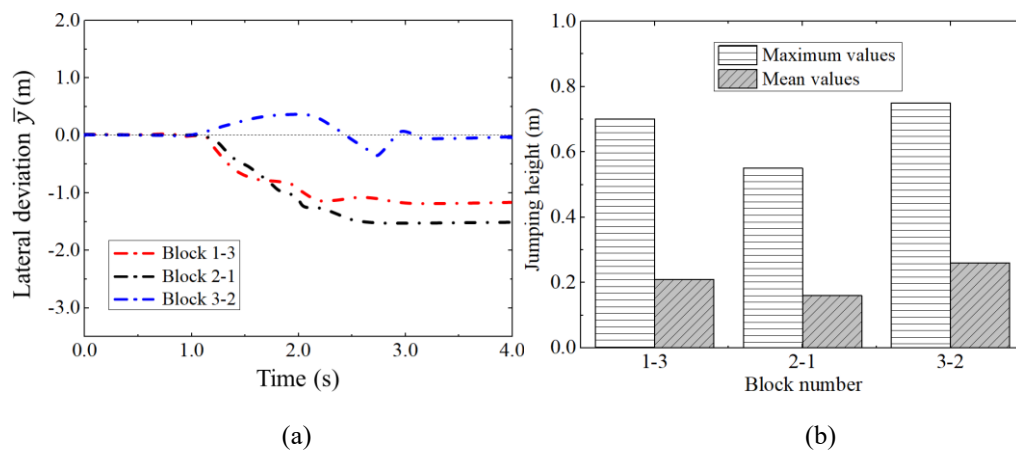 2.0
1.0
0.0
-1.0
-2.0
-3.0
Lateral deviation y̅ (m)
Block 1-3
Block 2-1
Block 3-2
0.0 1.0 2.0 3.0 4.0
Time (s)
(a)
1.0
0.8
0.6
0.4
0.2
0.0
Jumping height (m)
Maximum values
Mean values
1-3 2-1 3-2
Block number
(b)